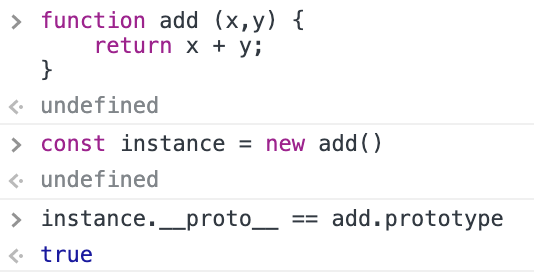 > function add (x,y) {
    return x + y;
}
<· undefined
> const instance = new add()
<· undefined
> instance.__proto__ == add.prototype
<· true